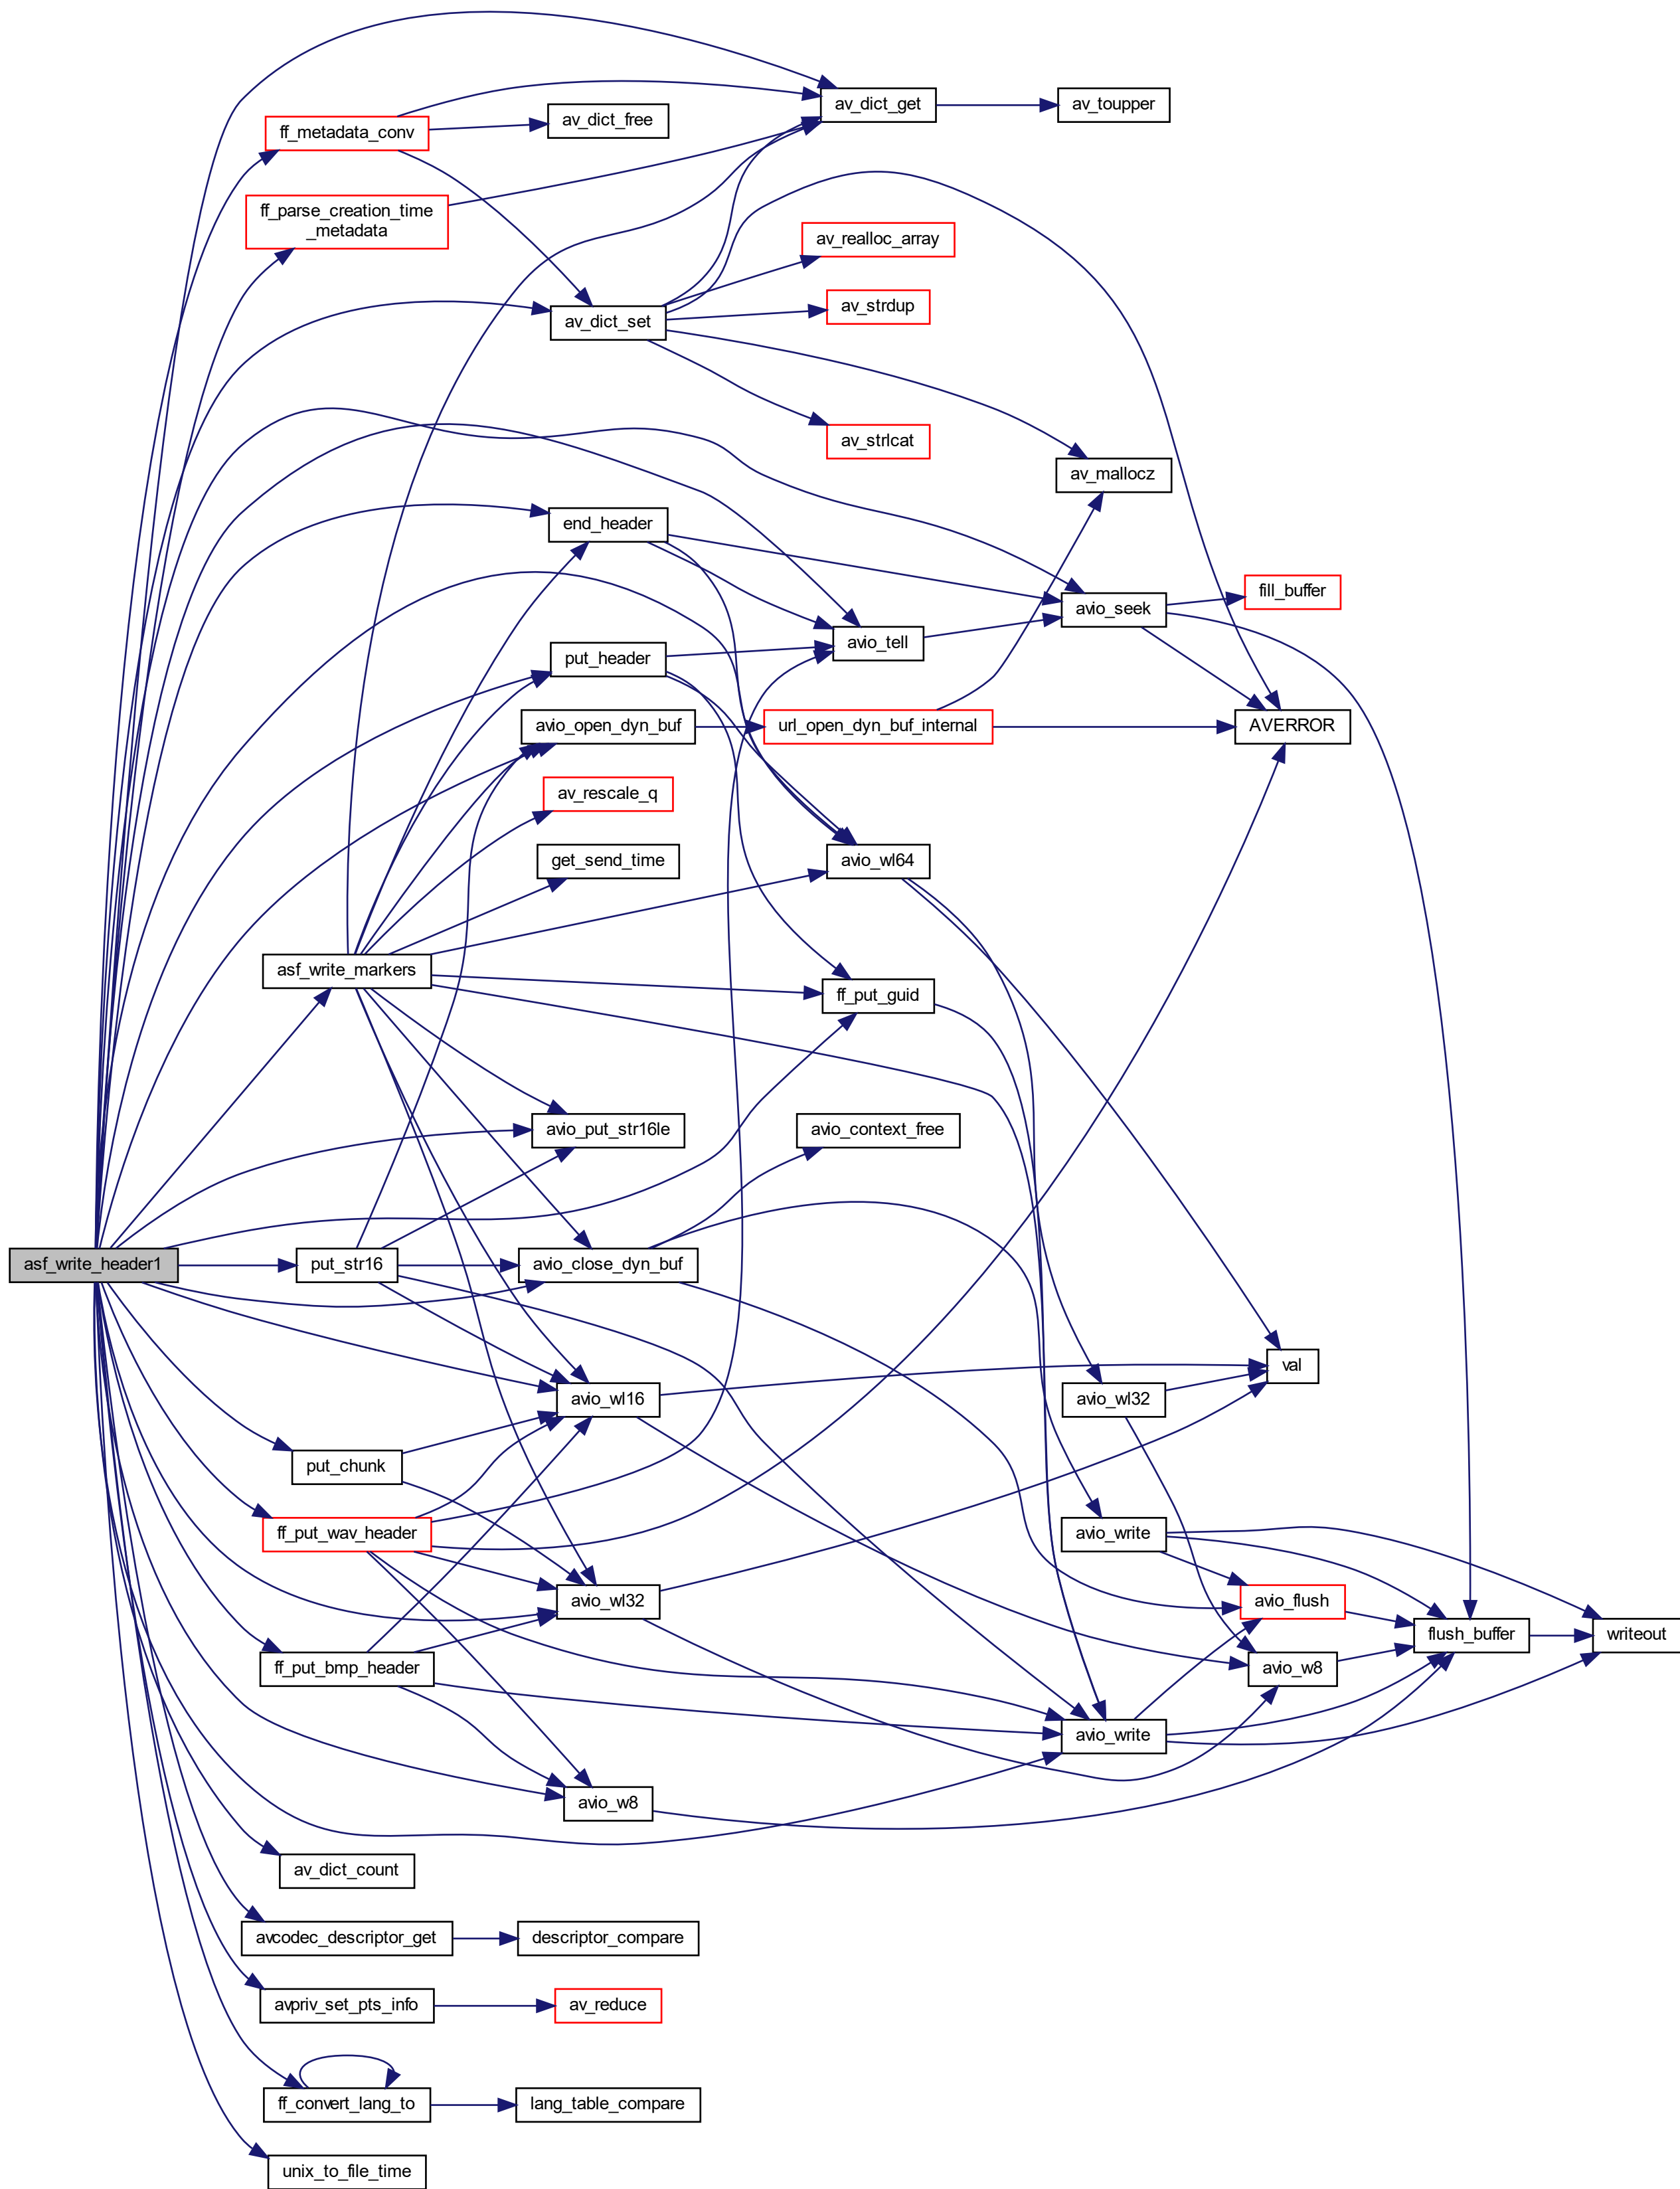 av_dict_get
av_toupper
av_dict_free
ff_metadata_conv
ff_parse_creation_time
_metadata
av_realloc_array
av_strdup
av_dict_set
av_strlcat
av_mallocz
end_header
fill_buffer
avio_seek
avio_tell
put_header
avio_open_dyn_buf
url_open_dyn_buf_internal
AVERROR
av_rescale_q
get_send_time
avio_wl64
asf_write_markers
ff_put_guid
avio_put_str16le
avio_context_free
asf_write_header1
put_str16
avio_close_dyn_buf
val
avio_wl16
avio_wl32
put_chunk
ff_put_wav_header
avio_write
avio_wl32
avio_flush
flush_buffer
writeout
ff_put_bmp_header
avio_w8
avio_write
avio_w8
av_dict_count
avcodec_descriptor_get
descriptor_compare
avpriv_set_pts_info
av_reduce
ff_convert_lang_to
lang_table_compare
unix_to_file_time